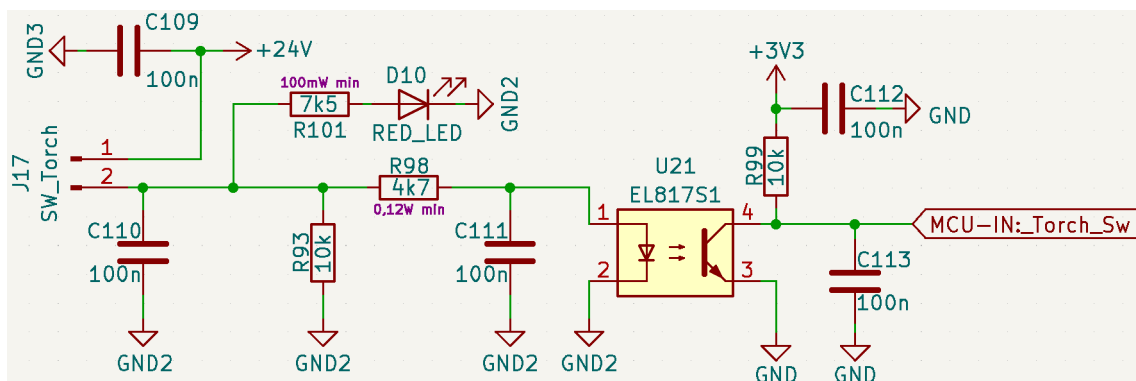 C109
GND3
+24V
100n
100mW min
D10
7k5
GND2
R101
RED_LED
+3V3
C112
100n
GND
J17
SW_Torch
1
2
R98
4k7
0,12W min
R99
10k
U21
EL817S1
1
4
2
3
MCU-IN:_Torch_Sw
C110
100n
R93
10k
C111
100n
C113
100n
GND2
GND2
GND2
GND2
GND
GND